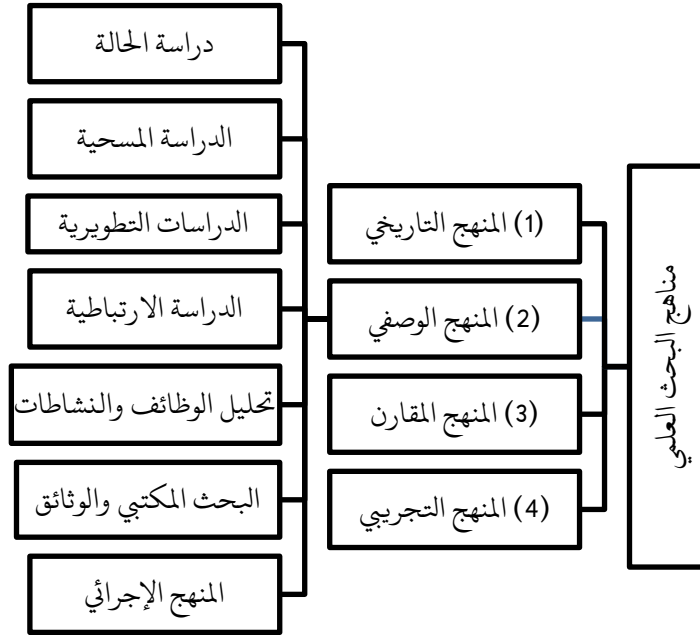 مناهج البحث العلمي
(1) المنهج التاريخي
(2) المنهج الوصفي
(3) المنهج المقارن
(4) المنهج التجريبي
دراسة الحالة
الدراسة المسحية
الدراسات التطويرية
الدراسة الارتباطية
تحليل الوظائف والنشاطات
البحث المكتبي والوثائق
المنهج الإجرائي